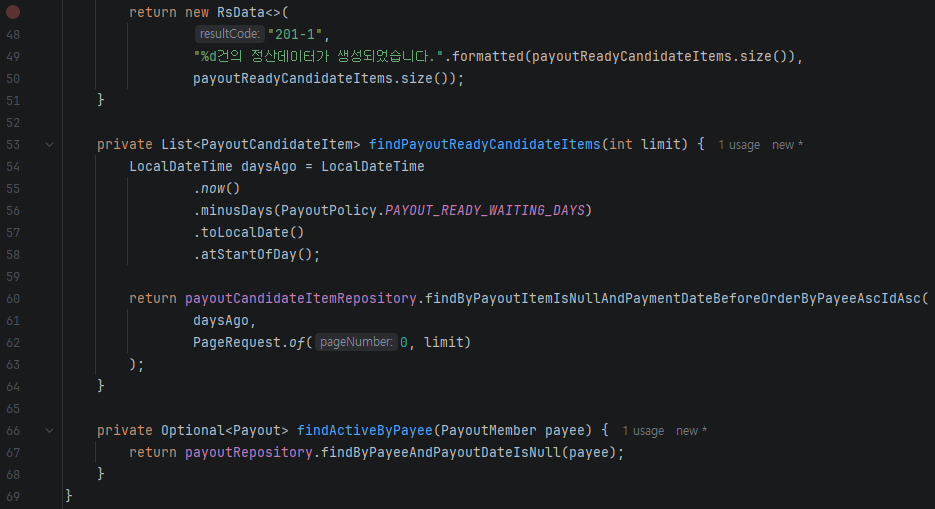 return new RsData<>(
48 resultCode: "201-1",
49 "%d건의 정산데이터가 생성되었습니다.".formatted(payoutReadyCandidateItems.size()),
50 payoutReadyCandidateItems.size());
51 }
52
53 private List<PayoutCandidateItem> findPayoutReadyCandidateItems(int limit) { 1 usage new *
54 LocalDateTime daysAgo = LocalDateTime
55 .now()
56 .minusDays(PayoutPolicy.PAYOUT_READY_WAITING_DAYS)
57 .toLocalDate()
58 .atStartOfDay();
59
60 return payoutCandidateItemRepository.findByPayoutItemIsNullAndPaymentDateBeforeOrderByPayeeAscIdAsc(
61 daysAgo,
62 PageRequest.of( pageNumber: 0, limit)
63 );
64 }
65
66 private Optional<Payout> findActiveByPayee(PayoutMember payee) { 1 usage new *
67 return payoutRepository.findByPayeeAndPayoutDateIsNull(payee);
68 }
69 }